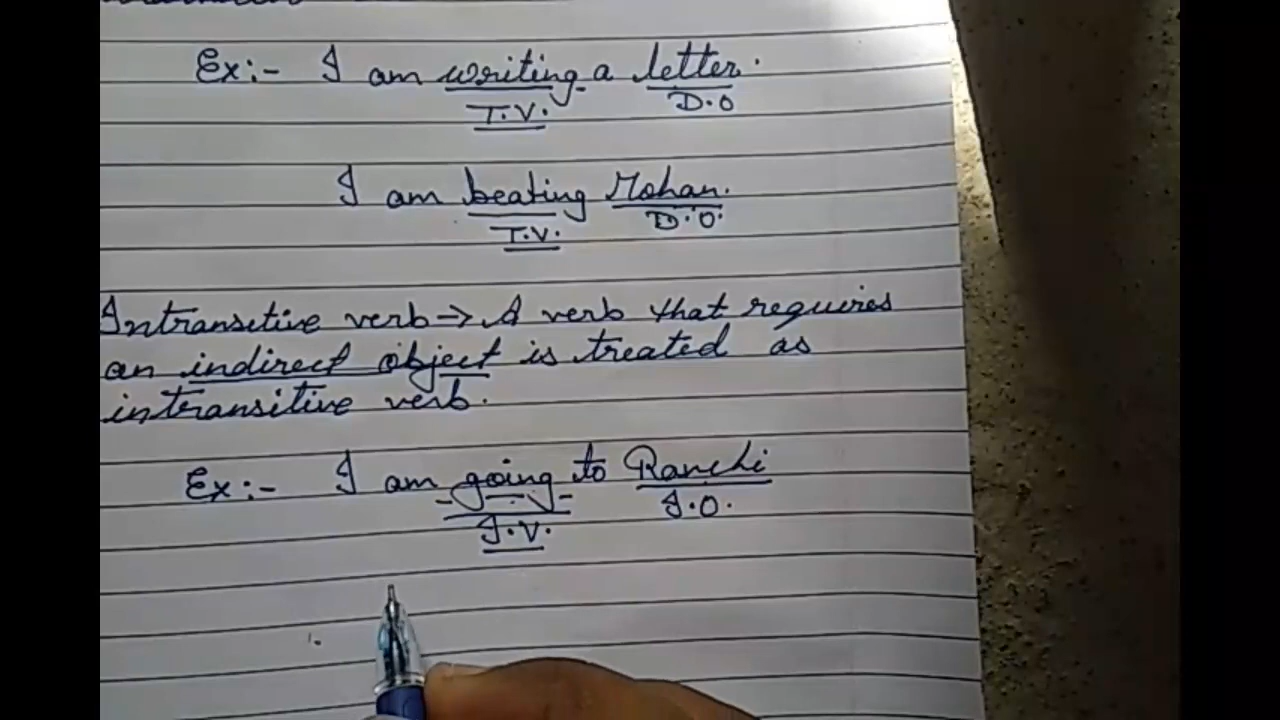 Ex:- I am writing a letter.
T.V. D.O
I am beating Mohan.
T.V. D.O.
Intransitive verb→ A verb that requires
an indirect object is treated as
intransitive verb.
Ex:- I am going to Ranchi
I.V. I.O.